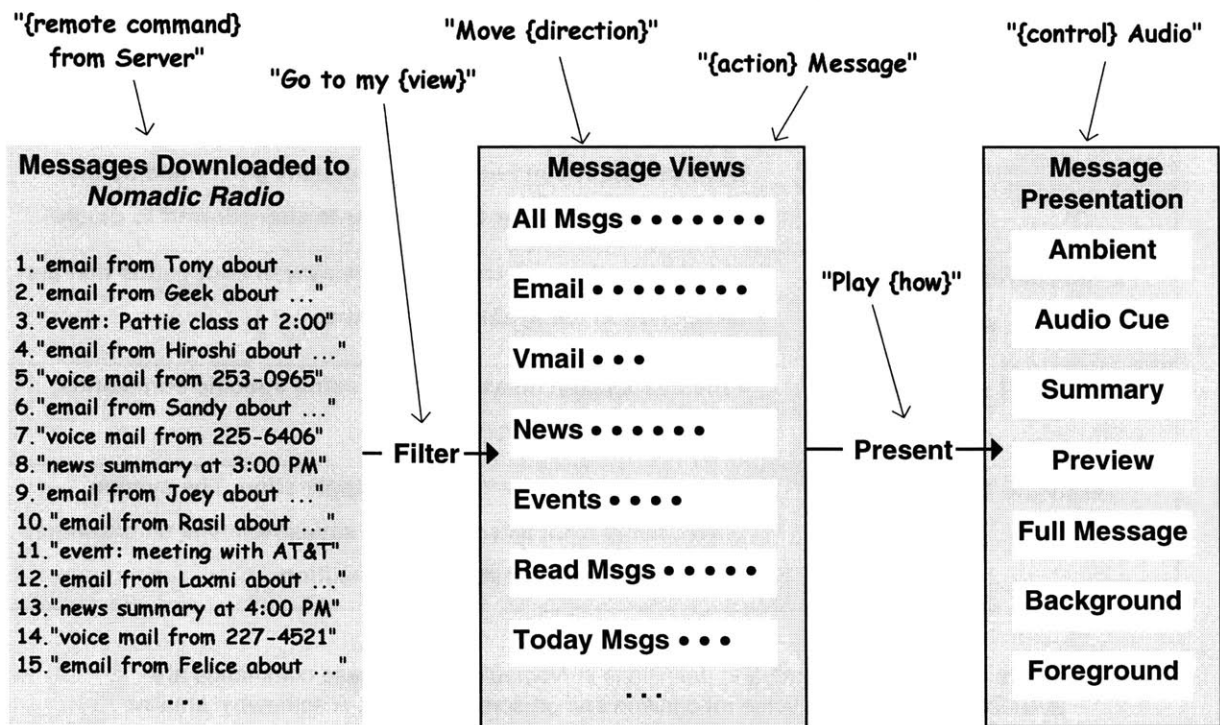 "{remote command}
from Server"
"Go to my {view}"
"Move {direction}"
"{action} Message"
"{control} Audio"
Messages Downloaded to
Nomadic Radio
1."email from Tony about ..."
2."email from Geek about ..."
3."event: Pattie class at 2:00"
4."email from Hiroshi about ..."
5."voice mail from 253-0965"
6."email from Sandy about ..."
7."voice mail from 225-6406"
8."news summary at 3:00 PM"
9."email from Joey about ..."
10."email from Rasil about ..."
11."event: meeting with AT&T"
12."email from Laxmi about ..."
13."news summary at 4:00 PM"
14."voice mail from 227-4521"
15."email from Felice about ..."
...
Filter
Message Views
All Msgs • • • • • • •
Email • • • • • • • •
Vmail • • •
News • • • • • •
Events • • • •
Read Msgs • • • • •
Today Msgs • • •
...
"Play {how}"
Present
Message
Presentation
Ambient
Audio Cue
Summary
Preview
Full Message
Background
Foreground